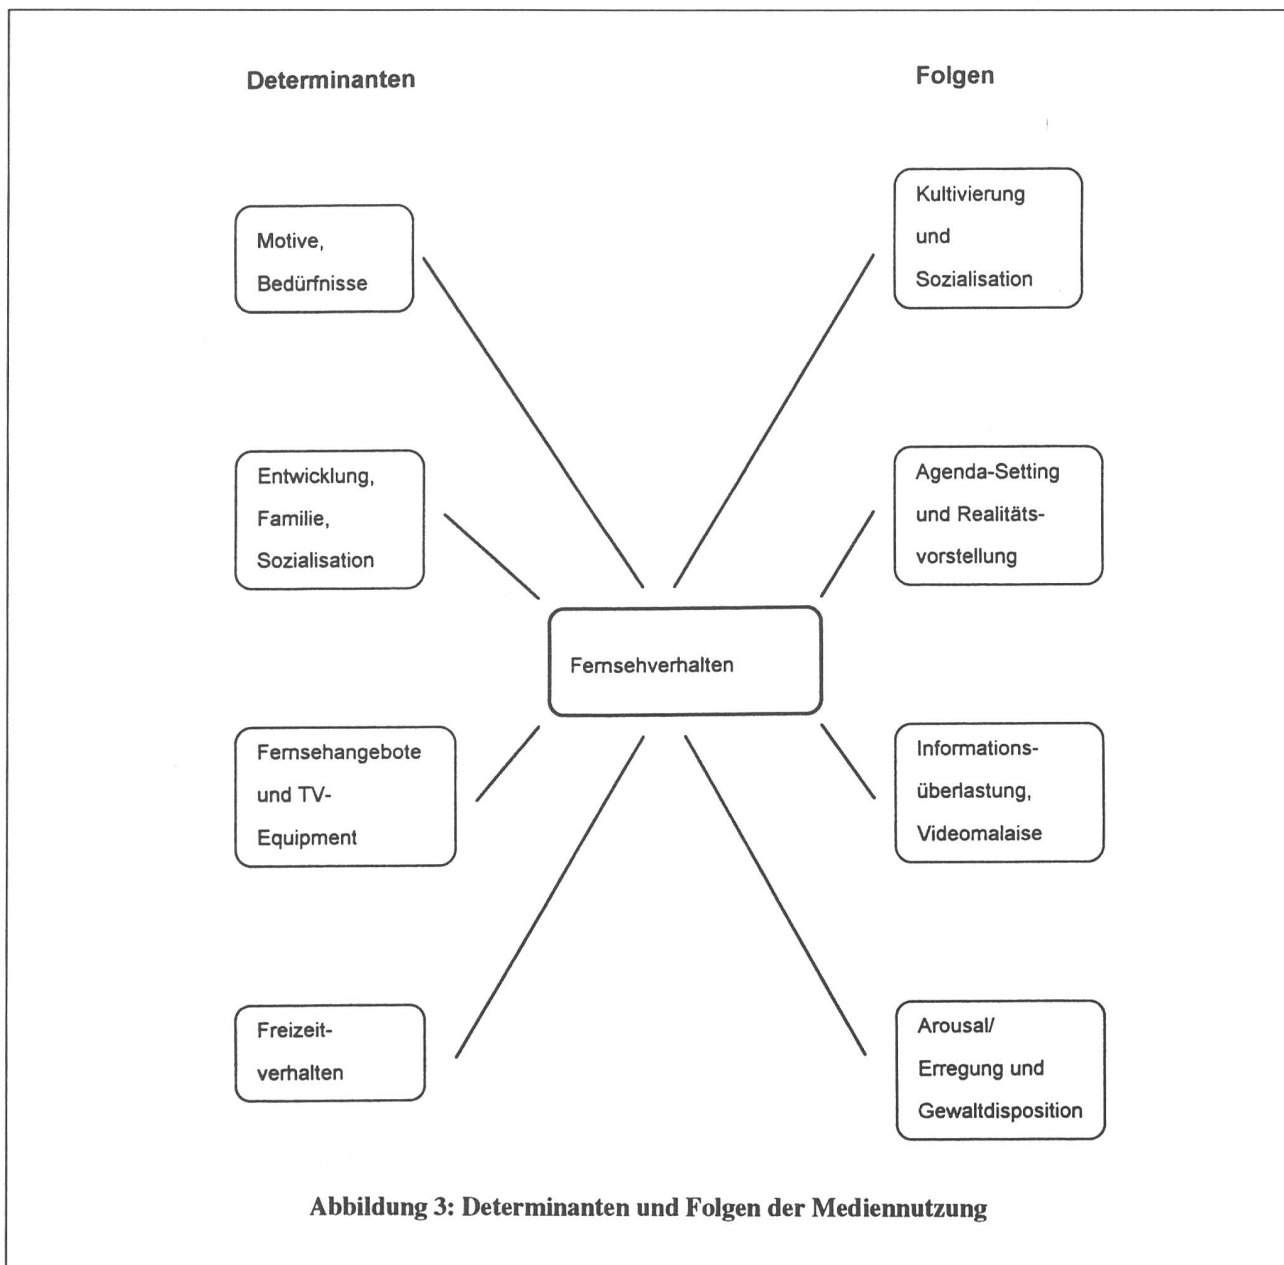 Determinanten
Folgen
Motive,
Bedürfnisse
Entwicklung,
Familie,
Sozialisation
Fernsehangebote
und TV-
Equipment
Freizeit-
verhalten
Fernsehverhalten
Kultivierung
und
Sozialisation
Agenda-Setting
und Realitäts-
vorstellung
Informations-
überlastung,
Videomalaise
Arousal/
Erregung und
Gewaltdisposition
Abbildung 3: Determinanten und Folgen der Mediennutzung